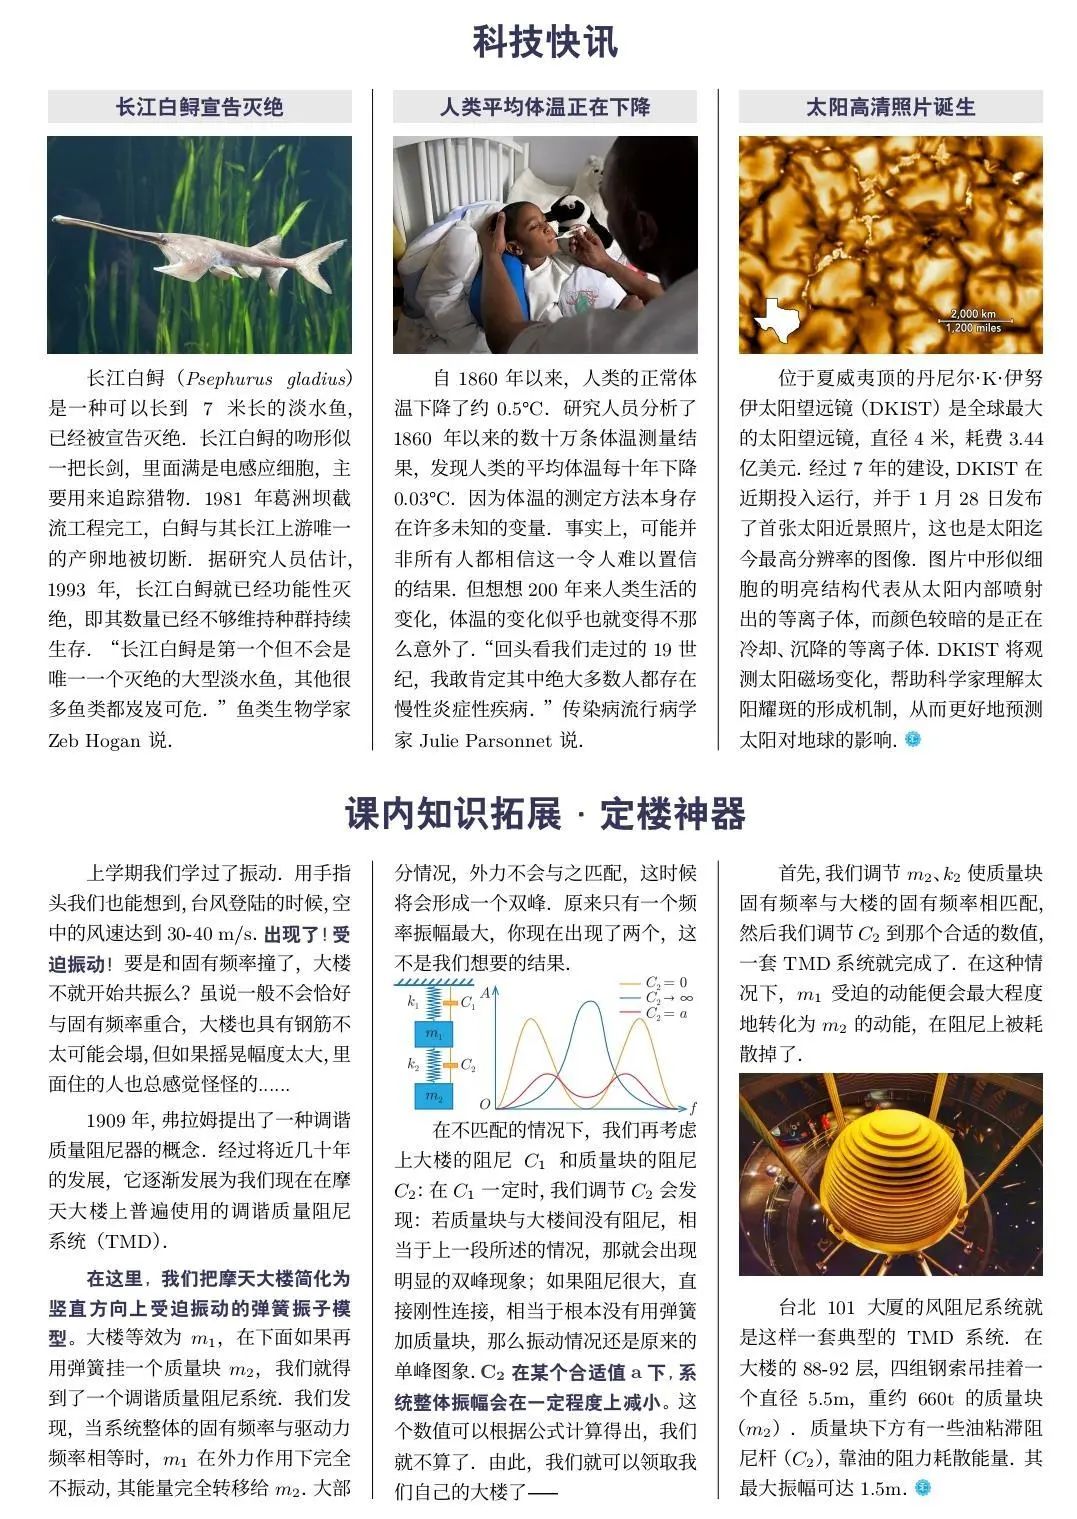 科技快讯
长江白鲟宣告灭绝
长江白鲟（Psephurus gladius）
是一种可以长到 7 米长的淡水鱼,
已经被宣告灭绝. 长江白鲟的吻形似
一把长剑，里面满是电感应细胞，主
要用来追踪猎物. 1981 年葛洲坝截
流工程完工，白鲟与其长江上游唯一
的产卵地被切断. 据研究人员估计,
1993 年，长江白鲟就已经功能性灭
绝，即其数量已经不够维持种群持续
生存. “长江白鲟是第一个但不会是
唯一一个灭绝的大型淡水鱼，其他很
多鱼类都岌岌可危. ” 鱼类生物学家
Zeb Hogan 说.
人类平均体温正在下降
自 1860 年以来，人类的正常体
温下降了约 0.5°C. 研究人员分析了
1860 年以来的数十万条体温测量结
果，发现人类的平均体温每十年下降
0.03°C. 因为体温的测定方法本身存
在许多未知的变量. 事实上，可能并
非所有人都相信这一令人难以置信
的结果. 但想想 200 年来人类生活的
变化，体温的变化似乎也就变得不那
么意外了. “回头看我们走过的 19 世
纪，我敢肯定其中绝大多数人都存在
慢性炎症性疾病. ” 传染病流行病学
家 Julie Parsonnet 说.
太阳高清照片诞生
2,000 km
1,200 miles
位于夏威夷顶的丹尼尔·K·伊努
伊太阳望远镜（DKIST）是全球最大
的太阳望远镜，直径 4 米，耗费 3.44
亿美元. 经过 7 年的建设, DKIST 在
近期投入运行，并于 1 月 28 日发布
了首张太阳近景照片，这也是太阳迄
今最高分辨率的图像. 图片中形似细
胞的明亮结构代表从太阳内部喷射
出的等离子体，而颜色较暗的是正在
冷却、沉降的等离子体. DKIST 将观
测太阳磁场变化，帮助科学家理解太
阳耀斑的形成机制，从而更好地预测
太阳对地球的影响.
课内知识拓展 · 定楼神器
上学期我们学过了振动. 用手指
头我们也能想到, 台风登陆的时候, 空
中的风速达到 30-40 m/s. 出现了！受
迫振动！要是和固有频率撞了，大楼
不就开始共振么？虽说一般不会恰好
与固有频率重合，大楼也具有钢筋不
太可能会塌, 但如果摇晃幅度太大, 里
面住的人也总感觉怪怪的......
1909 年, 弗拉姆提出了一种调谐
质量阻尼器的概念. 经过将近几十年
的发展，它逐渐发展为我们现在在摩
天大楼上普遍使用的调谐质量阻尼
系统（TMD）.
在这里，我们把摩天大楼简化为
竖直方向上受迫振动的弹簧振子模
型。大楼等效为 m₁，在下面如果再
用弹簧挂一个质量块 m₂，我们就得
到了一个调谐质量阻尼系统. 我们发
现，当系统整体的固有频率与驱动力
频率相等时，m₁ 在外力作用下完全
不振动, 其能量完全转移给 m₂. 大部
分情况，外力不会与之匹配，这时候
将会形成一个双峰. 原来只有一个频
率振幅最大，你现在出现了两个，这
不是我们想要的结果.
k₁ C₁
m₁
k₂ C₂
m₂
A
C₂ = 0
C₂ → ∞
C₂ = a
O
f
在不匹配的情况下，我们再考虑
上大楼的阻尼 C₁ 和质量块的阻尼
C₂: 在 C₁ 一定时, 我们调节 C₂ 会发
现：若质量块与大楼间没有阻尼，相
当于上一段所述的情况，那就会出现
明显的双峰现象；如果阻尼很大，直
接刚性连接，相当于根本没有用弹簧
加质量块，那么振动情况还是原来的
单峰图象. C₂ 在某个合适值 a 下, 系
统整体振幅会在一定程度上减小。这
个数值可以根据公式计算得出，我们
就不算了. 由此，我们就可以领取我
们自己的大楼了——
首先, 我们调节 m₂、k₂ 使质量块
固有频率与大楼的固有频率相匹配,
然后我们调节 C₂ 到那个合适的数值,
一套 TMD 系统就完成了. 在这种情
况下，m₁ 受迫的动能便会最大程度
地转化为 m₂ 的动能，在阻尼上被耗
散掉了.
台北 101 大厦的风阻尼系统就
是这样一套典型的 TMD 系统. 在
大楼的 88-92 层，四组钢索吊挂着一
个直径 5.5m，重约 660t 的质量块
(m₂) . 质量块下方有一些油粘滞阻
尼杆（C₂）, 靠油的阻力耗散能量. 其
最大振幅可达 1.5m.